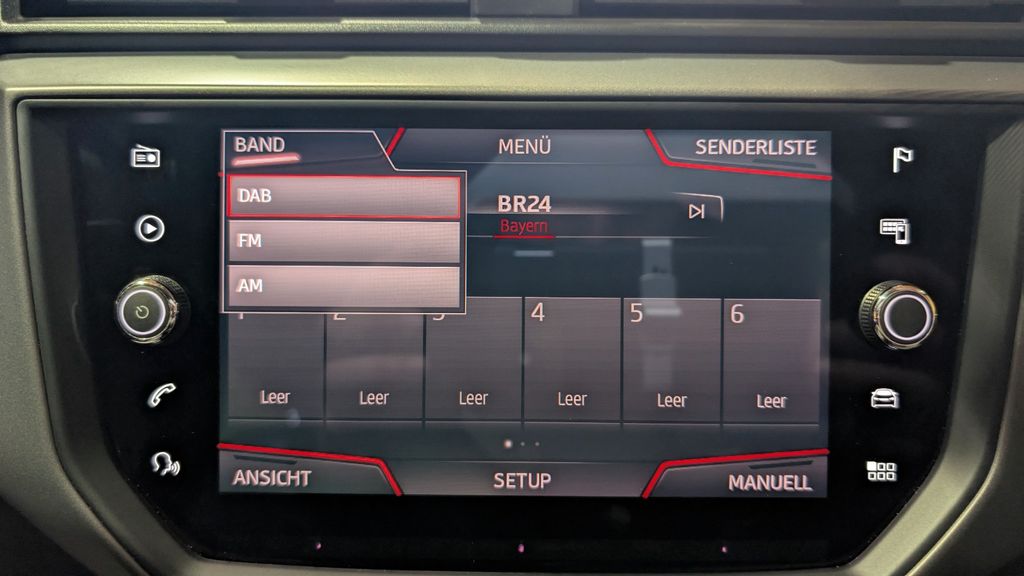 BAND
MENÜ
SENDERLISTE
DAB
FM
AM
BR24
Bayern
4
5
6
Leer
Leer
Leer
Leer
Leer
Leer
ANSICHT
SETUP
MANUELL